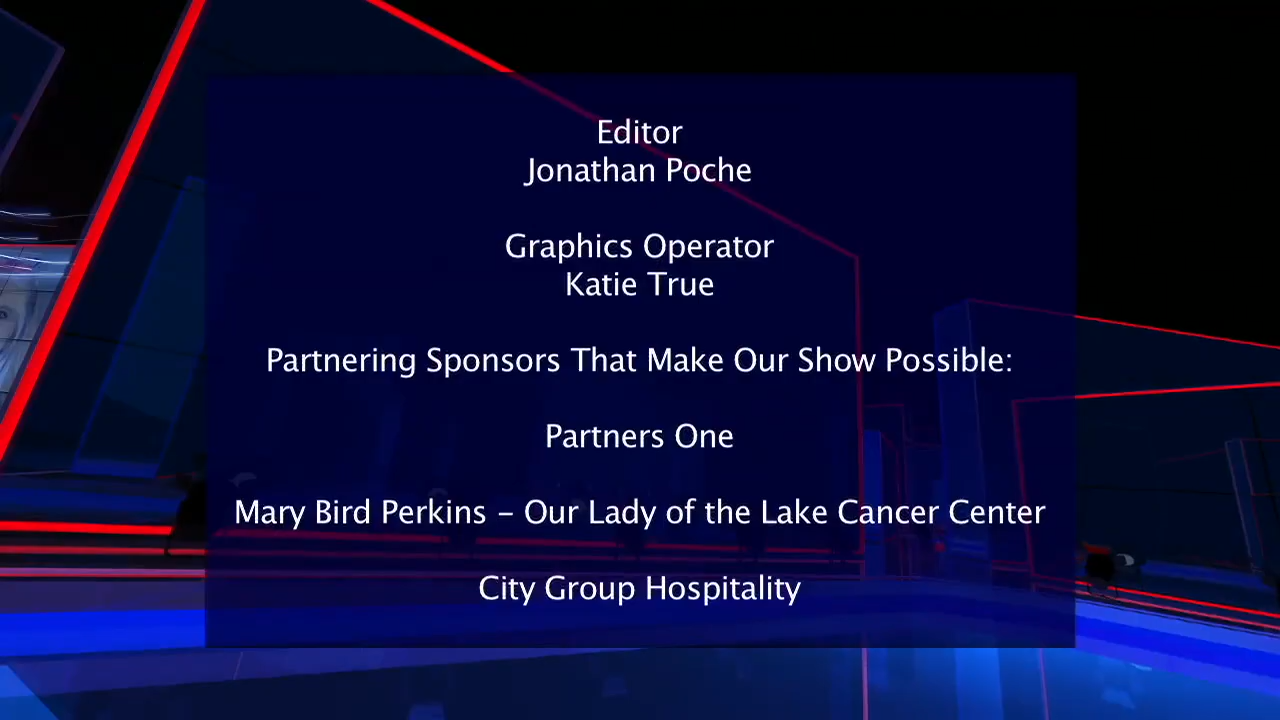 Editor
Jonathan Poche
Graphics Operator
Katie True
Partnering Sponsors That Make Our Show Possible:
Partners One
Mary Bird Perkins – Our Lady of the Lake Cancer Center
City Group Hospitality